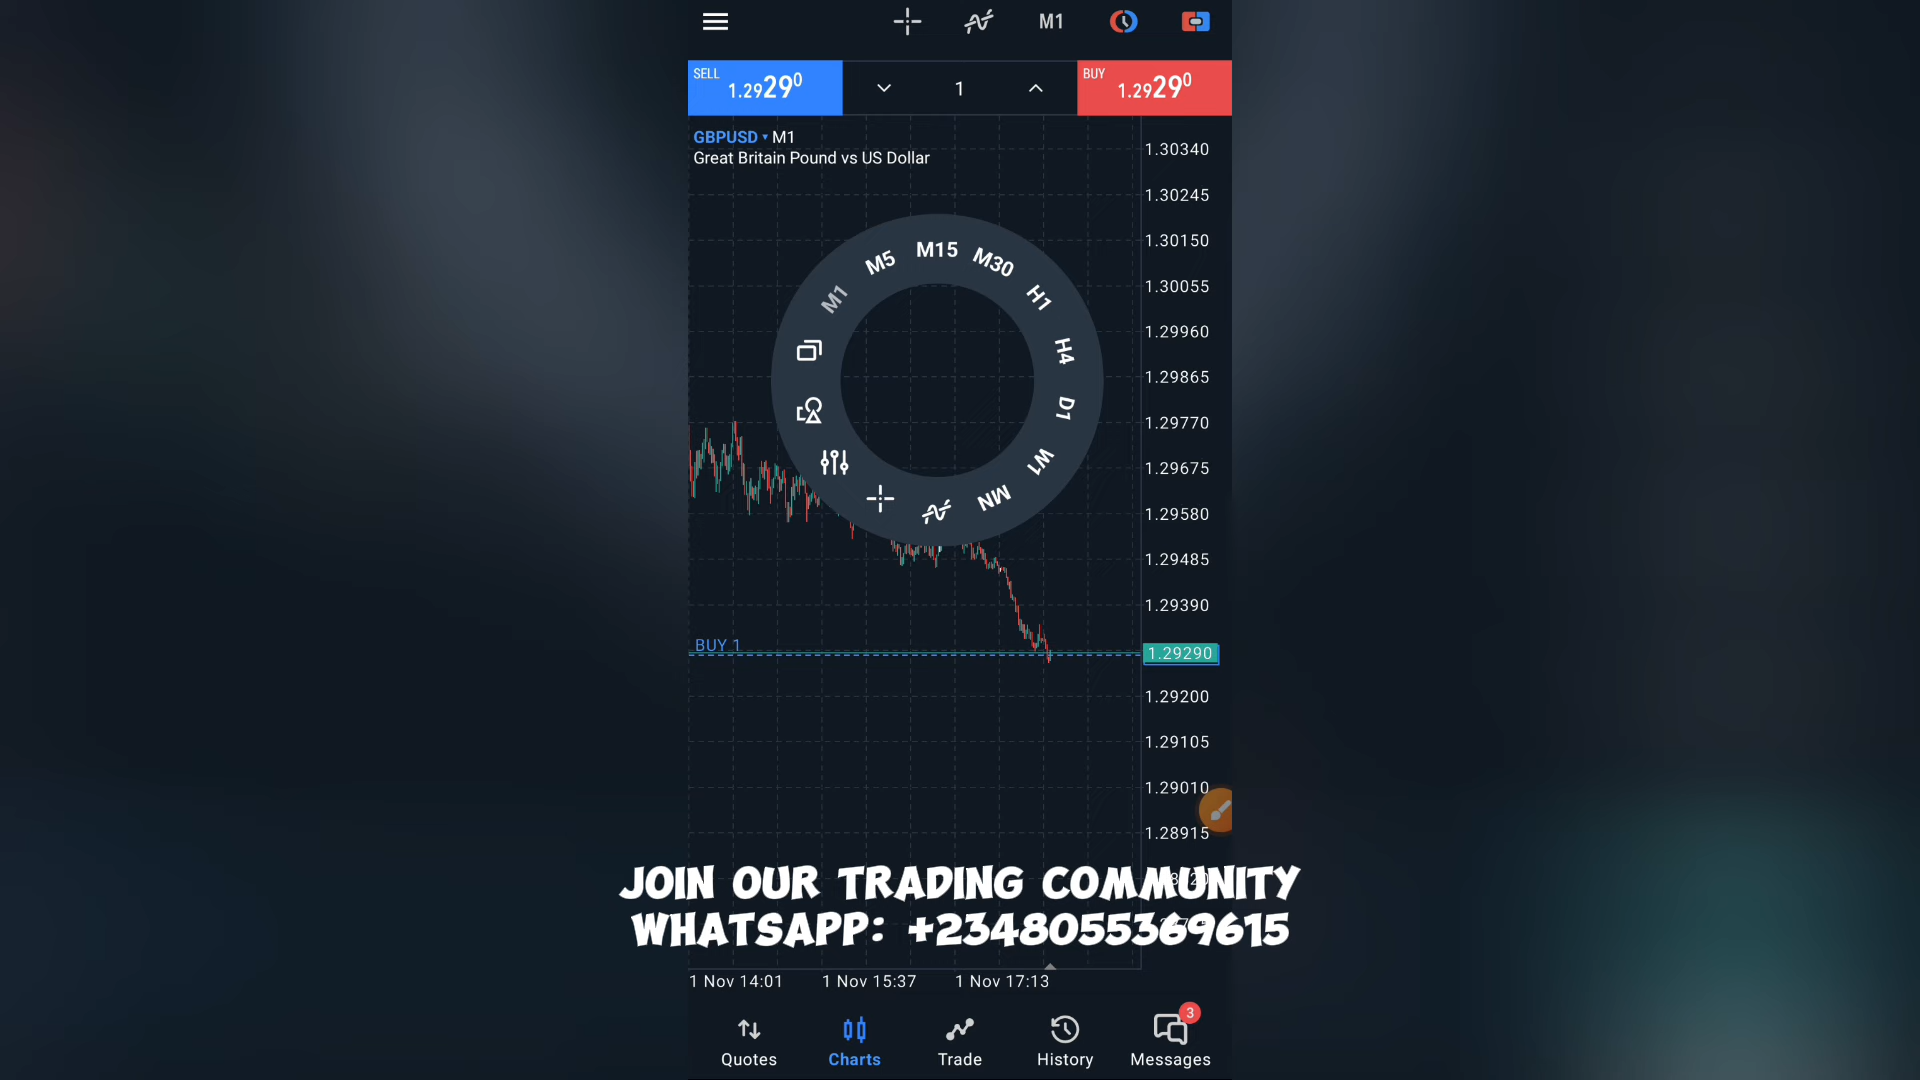 M1
SELL
1.29290
1
BUY
1.29290
GBPUSD M1
Great Britain Pound vs US Dollar
1.30340
1.30245
1.30150
1.30055
1.29960
1.29865
1.29770
1.29675
1.29580
1.29485
1.29390
1.29290
1.29200
1.29105
1.29010
1.28915
M1
M5
M15
M30
H1
H4
D1
W1
MN
BUY 1
JOIN OUR TRADING COMMUNITY
WHATSAPP: +2348055369615
1 Nov 14:01
1 Nov 15:37
1 Nov 17:13
3
Quotes
Charts
Trade
History
Messages